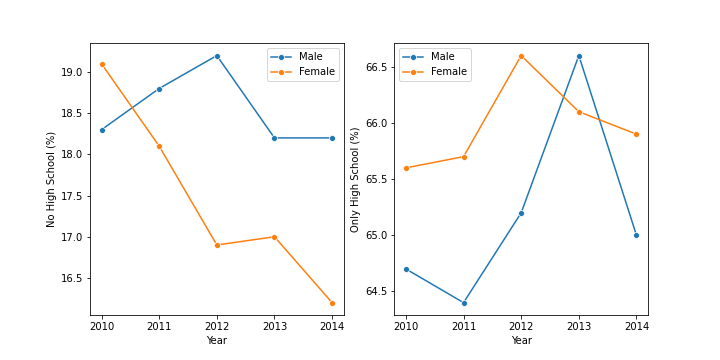 No High School (%)
19.0
18.5
18.0
17.5
17.0
16.5
Male
Female
2010 2011 2012 2013 2014
Year
Only High School (%)
66.5
66.0
65.5
65.0
64.5
Male
Female
2010 2011 2012 2013 2014
Year